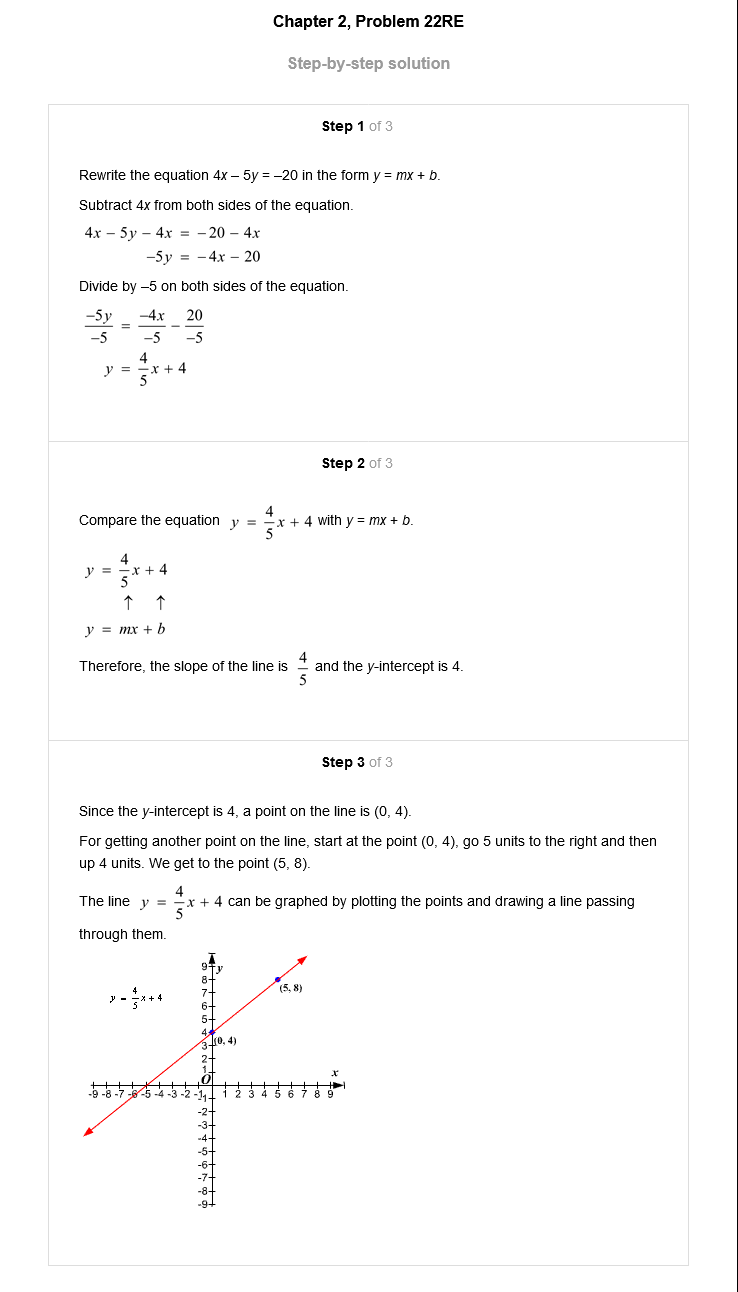 Chapter 2, Problem 22RE
Step-by-step solution
Step 1 of 3
Rewrite the equation 4x – 5y = –20 in the form y = mx + b.
Subtract 4x from both sides of the equation.
4x − 5y − 4x = −20 − 4x
−5y = −4x − 20
Divide by –5 on both sides of the equation.
−5y/−5 = −4x/−5 − 20/−5
y = 4/5 x + 4
Step 2 of 3
Compare the equation y = 4/5 x + 4 with y = mx + b.
y = 4/5 x + 4
↑ ↑
y = mx + b
Therefore, the slope of the line is 4/5 and the y-intercept is 4.
Step 3 of 3
Since the y-intercept is 4, a point on the line is (0, 4).
For getting another point on the line, start at the point (0, 4), go 5 units to the right and then
up 4 units. We get to the point (5, 8).
The line y = 4/5 x + 4 can be graphed by plotting the points and drawing a line passing
through them.
9 y
8
(5, 8)
7
y = 4/5 x + 4
6
5
4
3 (0, 4)
2
1 x
O
-9 -8 -7 -6 -5 -4 -3 -2 -1 1 2 3 4 5 6 7 8 9
-1
-2
-3
-4
-5
-6
-7
-8
-9